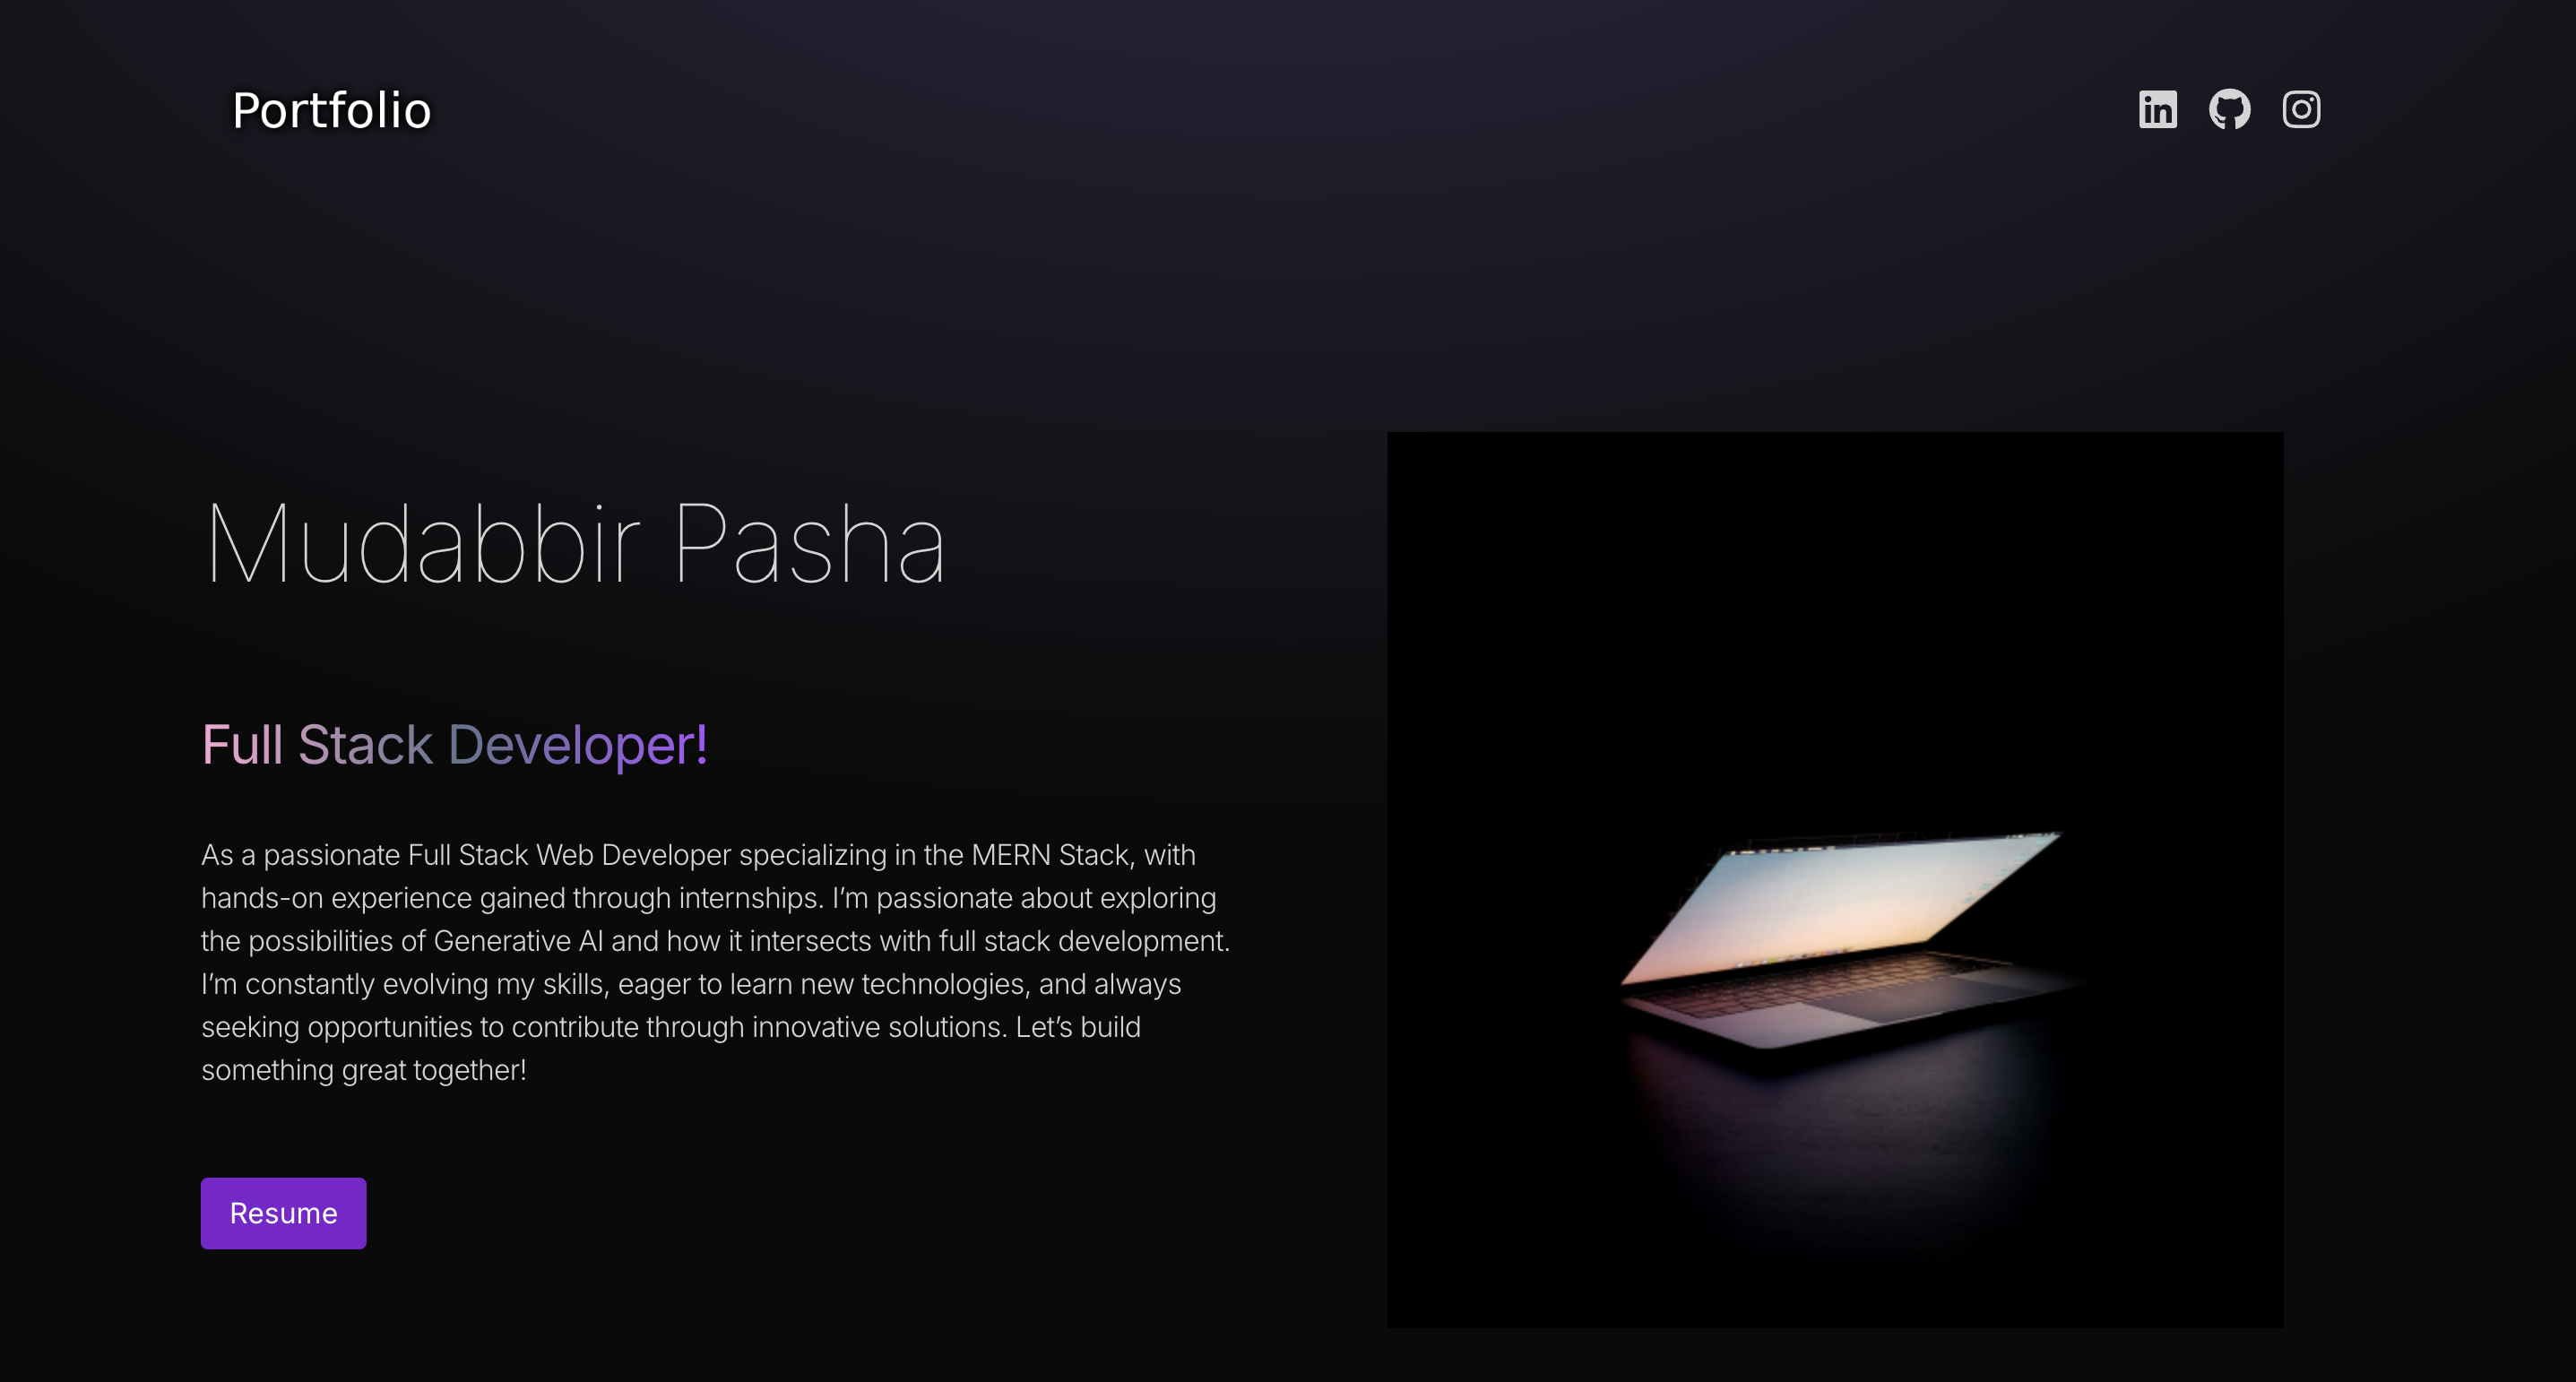 Portfolio
in
Mudabbir Pasha
Full Stack Developer!
As a passionate Full Stack Web Developer specializing in the MERN Stack, with
hands-on experience gained through internships. I’m passionate about exploring
the possibilities of Generative AI and how it intersects with full stack development.
I’m constantly evolving my skills, eager to learn new technologies, and always
seeking opportunities to contribute through innovative solutions. Let’s build
something great together!
Resume